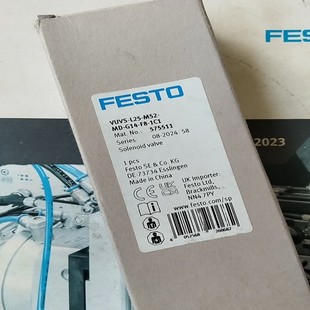 FESTO
2023
FESTO
VUVS-L25-M52-
MD-G14-F8-1C1
Mat. No.: 575511
Series: 08-2024 58
Solenoid valve
1 pcs
Festo SE & Co. KG
DE 73734 Esslingen
Made in China
UK Importer
Festo Ltd.
Brackmills,
NN4 7PY
www.festo.com/sp